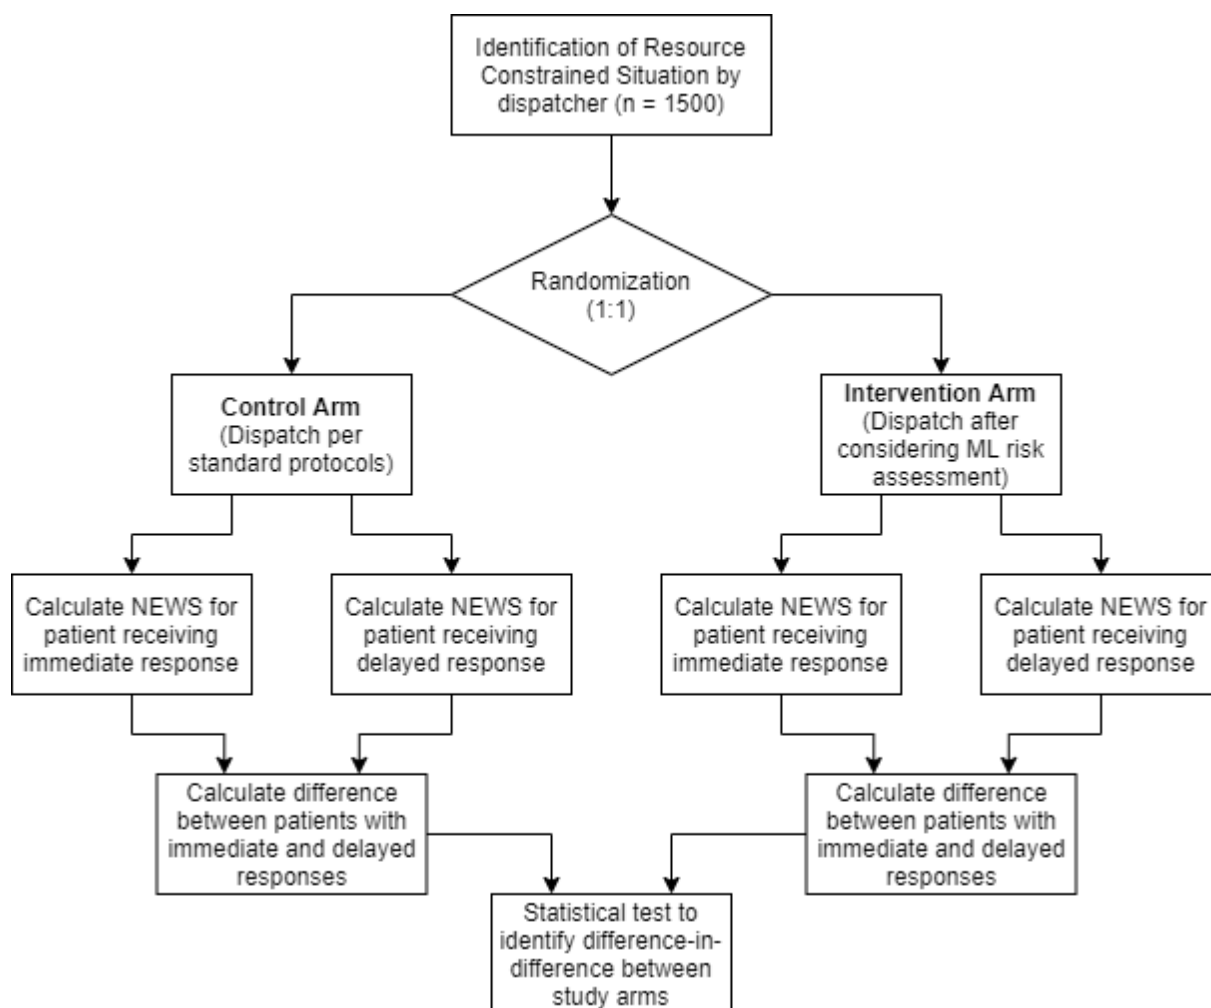 Identification of Resource
Constrained Situation by
dispatcher (n = 1500)
Randomization
(1:1)
Control Arm
(Dispatch per
standard protocols)
Intervention Arm
(Dispatch after
considering ML risk
assessment)
Calculate NEWS for
patient receiving
immediate response
Calculate NEWS for
patient receiving
delayed response
Calculate NEWS for
patient receiving
immediate response
Calculate NEWS for
patient receiving
delayed response
Calculate difference
between patients with
immediate and delayed
responses
Calculate difference
between patients with
immediate and delayed
responses
Statistical test to
identify difference-in-
difference between
study arms